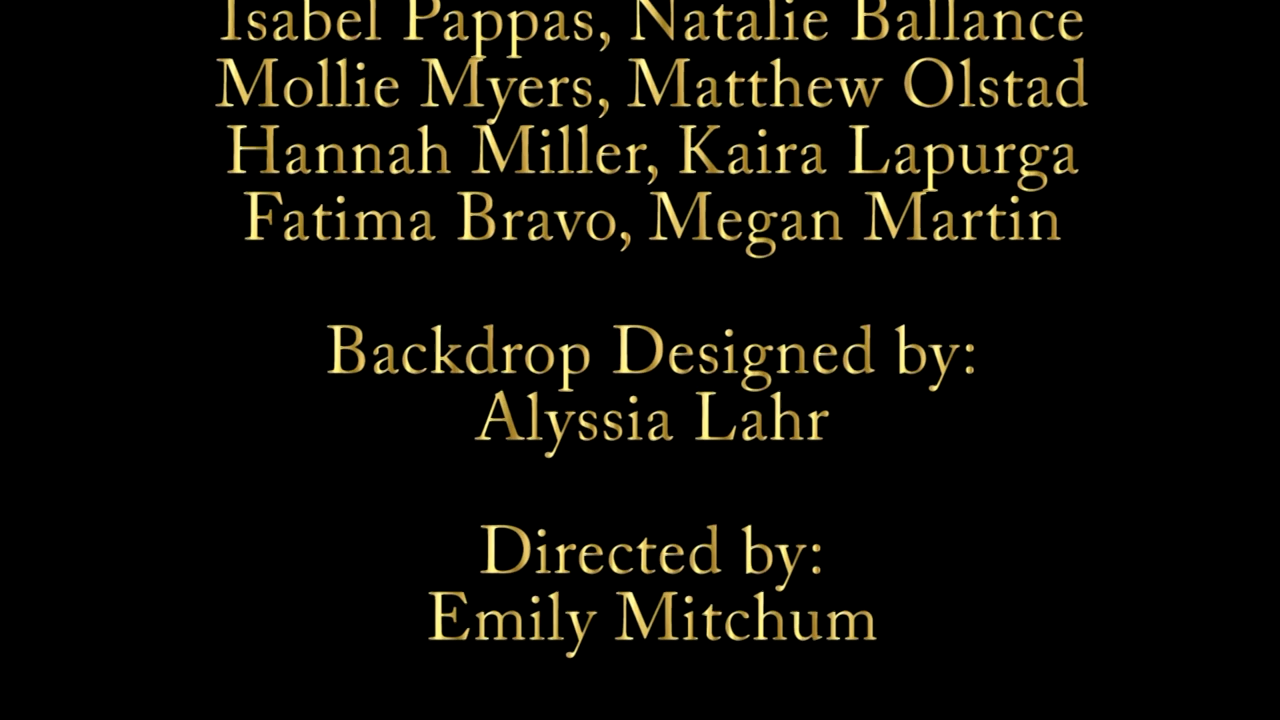 Isabel Pappas, Natalie Ballance
Mollie Myers, Matthew Olstad
Hannah Miller, Kaira Lapurga
Fatima Bravo, Megan Martin
Backdrop Designed by:
Alyssia Lahr
Directed by:
Emily Mitchum